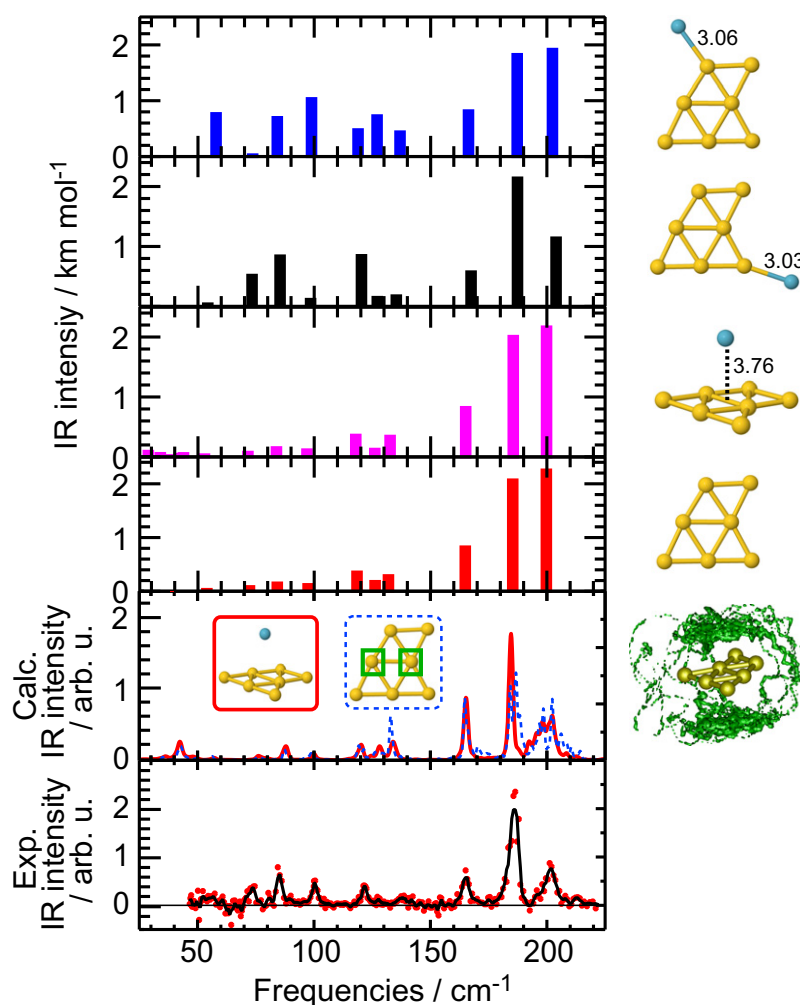 2
1
0
3.06
2
1
3.03
2
1
0
3.76
2
1
0
2
1
0
2
1
0
IR intensiy / km mol-1
Calc.
IR intensity
/ arb. u.
Exp.
IR intensity
/ arb. u.
50 100 150 200
Frequencies / cm-1